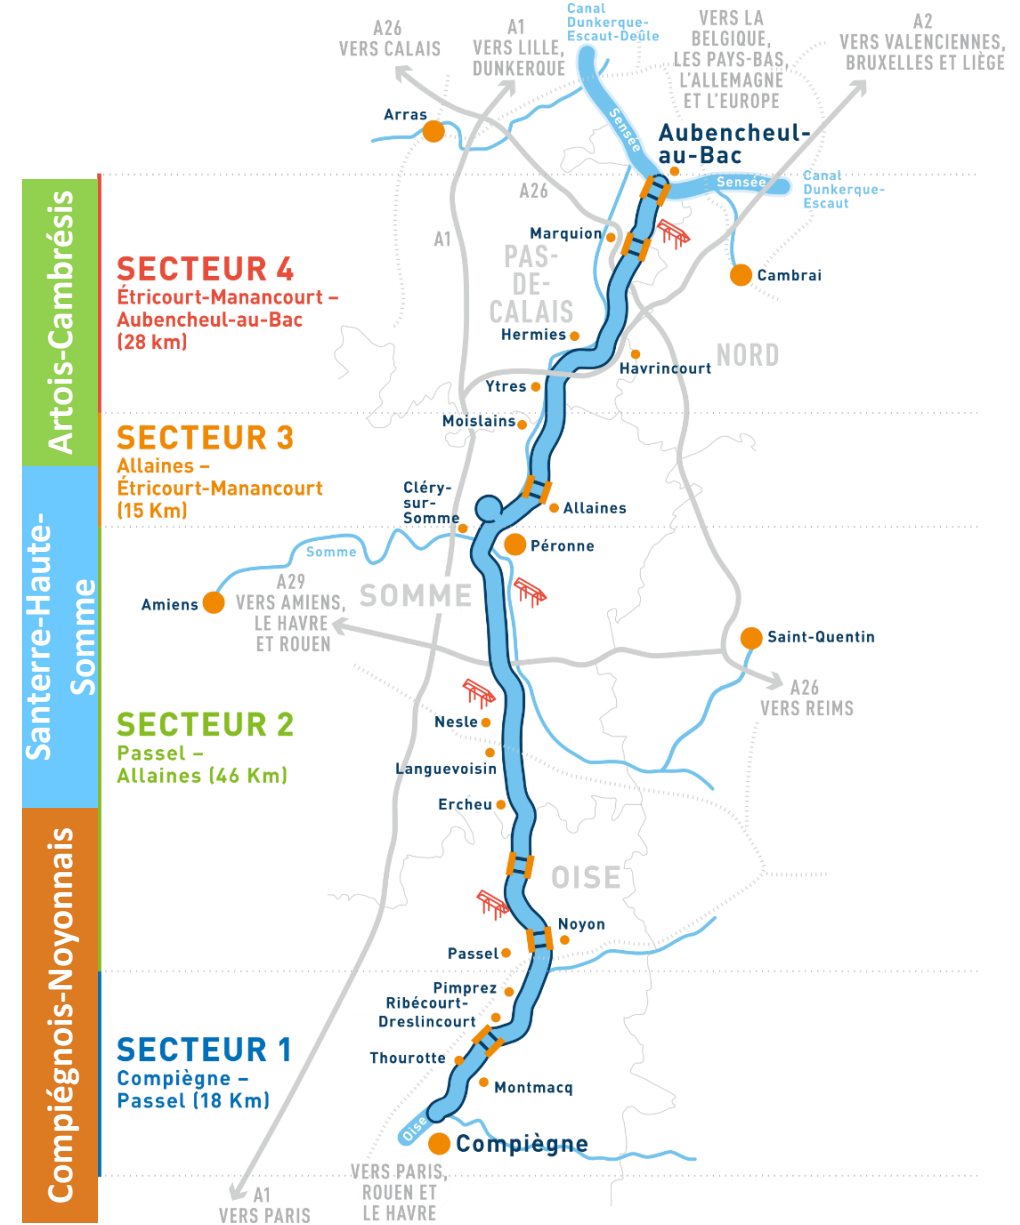 Canal
Dunkerque-
Escaut-Deûle
A26
VERS CALAIS
A1
VERS LILLE,
DUNKERQUE
VERS LA
BELGIQUE,
LES PAYS-BAS,
L'ALLEMAGNE
ET L'EUROPE
A2
VERS VALENCIENNES,
BRUXELLES ET LIÈGE
Arras
Sensée
Aubencheul-
au-Bac
Sensée
Canal
Dunkerque-
Escaut
A26
A1
Marquion
PAS-
DE-
CALAIS
Cambrai
Artois-Cambrésis
SECTEUR 4
Étricourt-Manancourt –
Aubencheul-au-Bac
(28 km)
Hermies
NORD
Havrincourt
Ytres
Moislains
SECTEUR 3
Allaines –
Étricourt-Manancourt
(15 Km)
Cléry-
sur-
Somme
Allaines
Péronne
Somme
Santerre-Haute-
Somme
A29
VERS AMIENS,
LE HAVRE
ET ROUEN
SOMME
Amiens
Saint-Quentin
A26
VERS REIMS
SECTEUR 2
Passel –
Allaines (46 Km)
Nesle
Languevoisin
Ercheu
OISE
Noyon
Passel
Compiégnois-Noyonnais
Pimprez
Ribécourt-
Dreslincourt
SECTEUR 1
Compiègne –
Passel (18 Km)
Thourotte
Montmacq
Oise
Compiègne
VERS PARIS,
ROUEN ET
LE HAVRE
A1
VERS PARIS